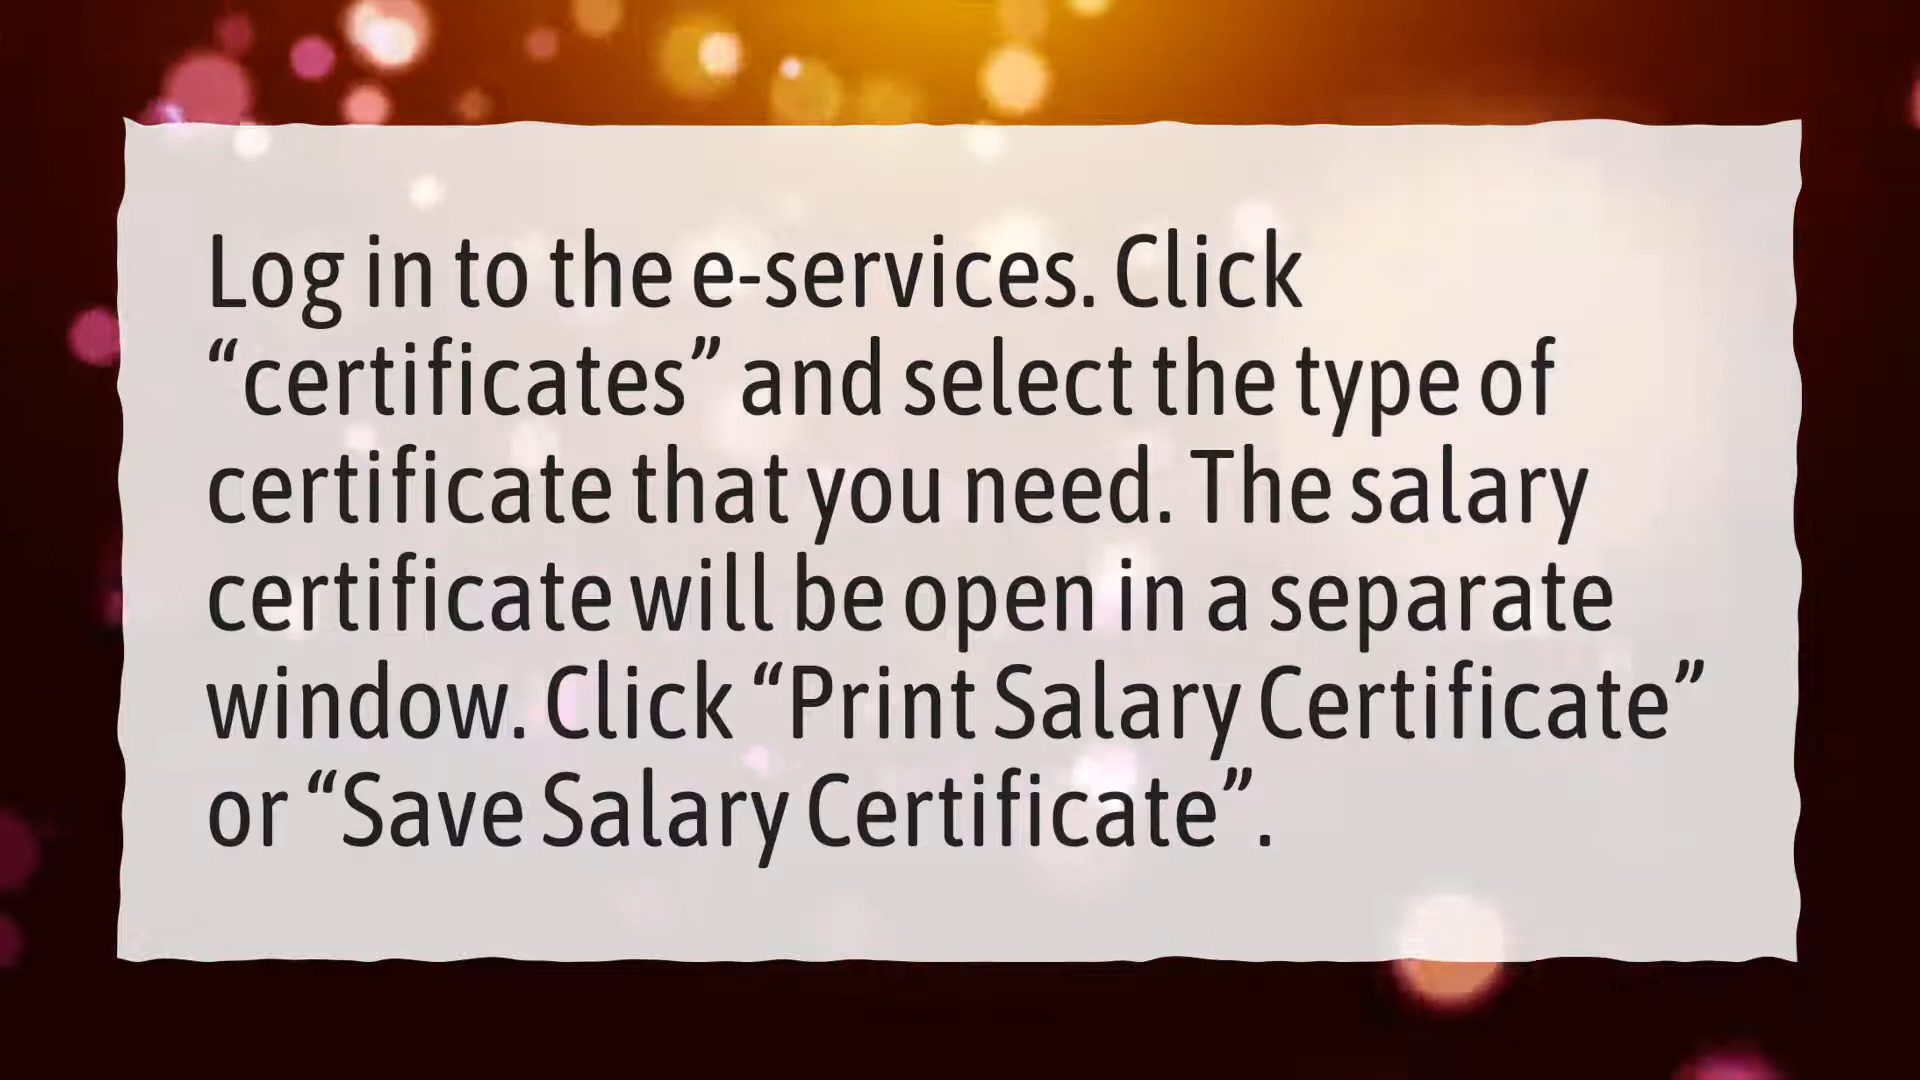 Log in to the e-services. Click
“certificates” and select the type of
certificate that you need. The salary
certificate will be open in a separate
window. Click “Print Salary Certificate”
or “Save Salary Certificate”.